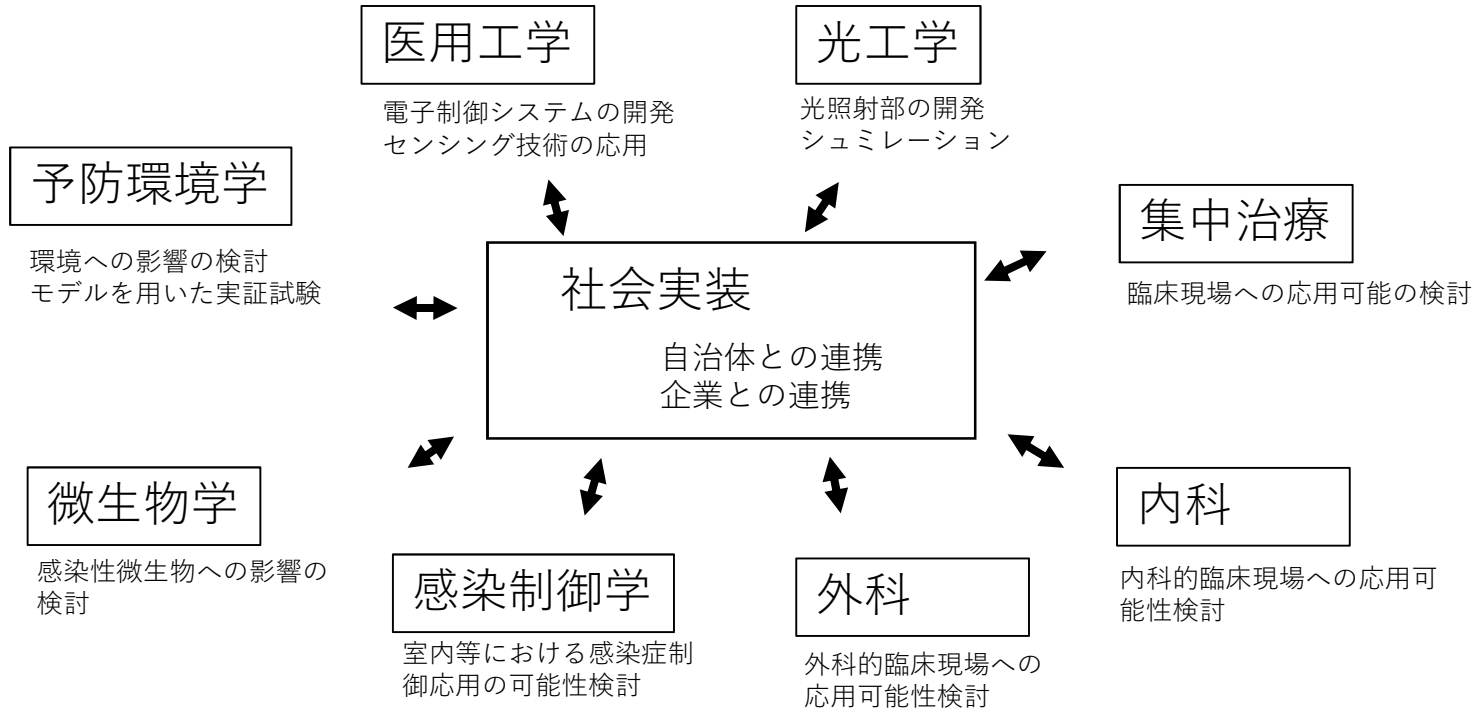 医用工学
電子制御システムの開発
センシング技術の応用
光工学
光照射部の開発
シュミレーション
予防環境学
環境への影響の検討
モデルを用いた実証試験
集中治療
臨床現場への応用可能の検討
社会実装
自治体との連携
企業との連携
微生物学
感染性微生物への影響の
検討
感染制御学
室内等における感染症制
御応用の可能性検討
外科
外科的臨床現場への
応用可能性検討
内科
内科的臨床現場への応用可
能性検討